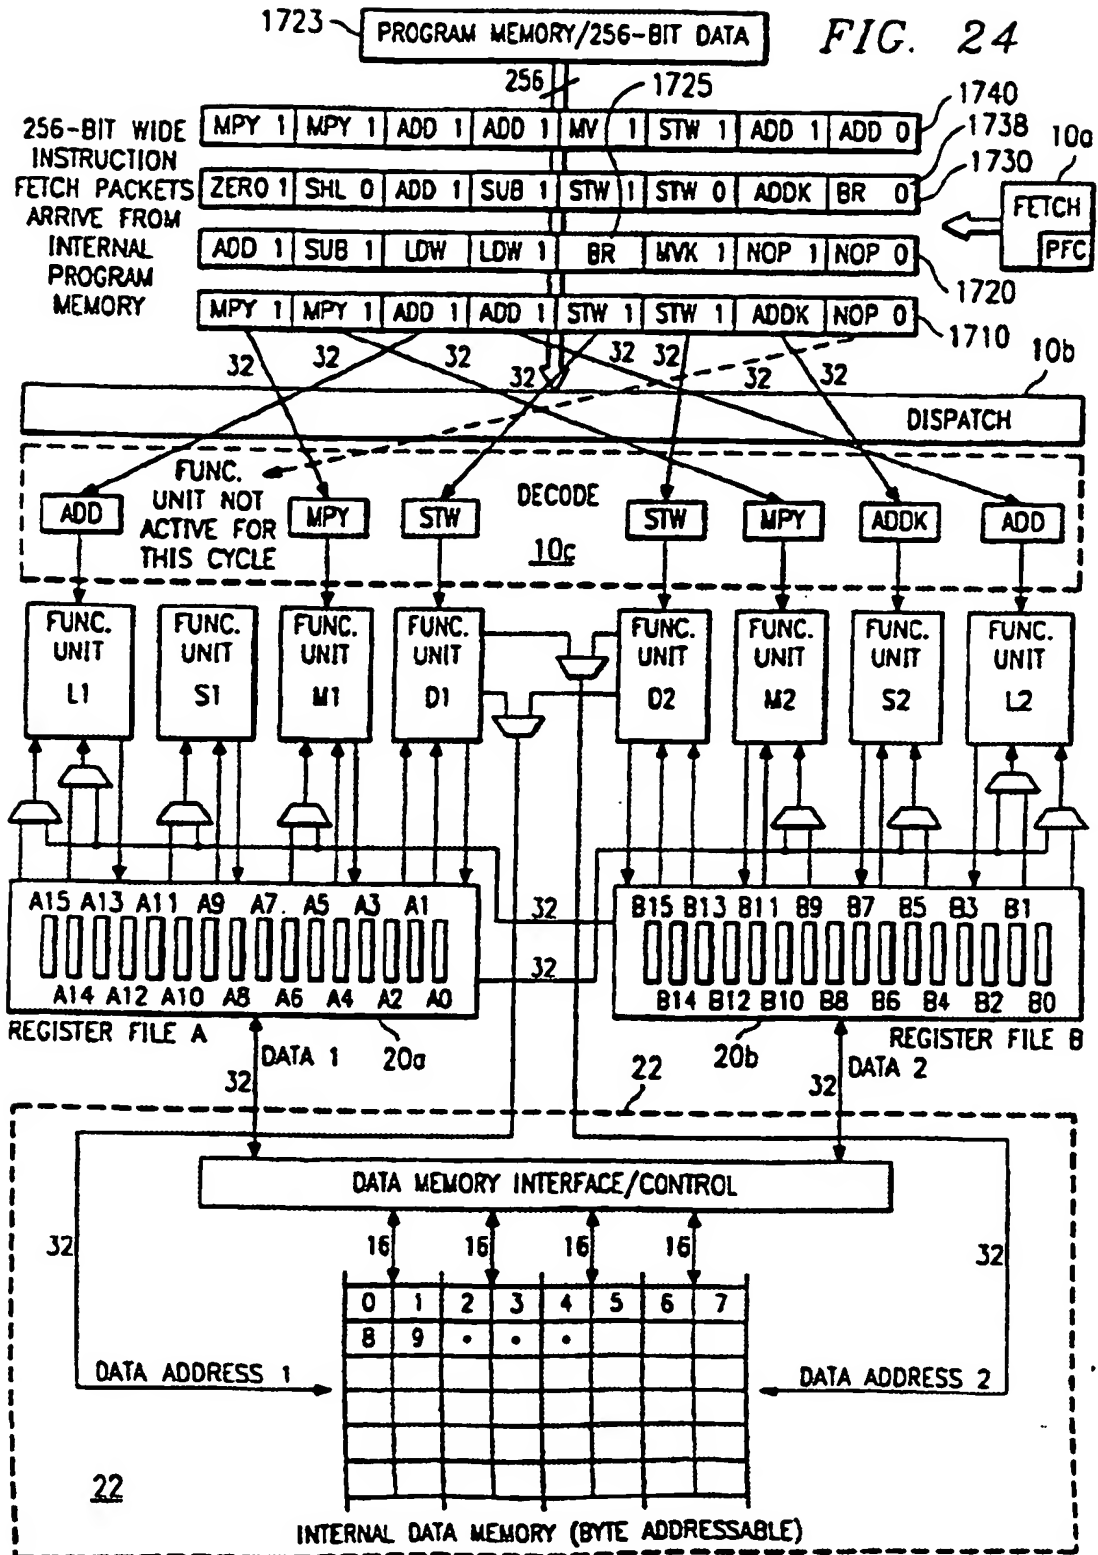 FIG. 24
1723
PROGRAM MEMORY/256-BIT DATA
256
1725
256-BIT WIDE
INSTRUCTION
FETCH PACKETS
ARRIVE FROM
INTERNAL
PROGRAM
MEMORY
MPY 1 MPY 1 ADD 1 ADD 1 MV 1 STW 1 ADD 1 ADD 0
1740
1738
ZERO 1 SHL 0 ADD 1 SUB 1 STW 1 STW 0 ADDK BR 0
1730
10a
FETCH
PFC
ADD 1 SUB 1 LDW LDW 1 BR MVK 1 NOP 1 NOP 0
1720
MPY 1 MPY 1 ADD 1 ADD 1 STW 1 STW 1 ADDK NOP 0
1710
32 32 32 32 32 32 32 32
10b
DISPATCH
FUNC.
UNIT NOT
ACTIVE FOR
THIS CYCLE
DECODE
10c
ADD MPY STW STW MPY ADDK ADD
FUNC. UNIT L1
FUNC. UNIT S1
FUNC. UNIT M1
FUNC. UNIT D1
FUNC. UNIT D2
FUNC. UNIT M2
FUNC. UNIT S2
FUNC. UNIT L2
A15 A13 A11 A9 A7 A5 A3 A1
A14 A12 A10 A8 A6 A4 A2 A0
32
32
B15 B13 B11 B9 B7 B5 B3 B1
B14 B12 B10 B8 B6 B4 B2 B0
REGISTER FILE A
20a
20b
REGISTER FILE B
DATA 1
32
DATA 2
32
22
DATA MEMORY INTERFACE/CONTROL
32
16 16 16 16
32
0 1 2 3 4 5 6 7
8 9 • • •
DATA ADDRESS 1
DATA ADDRESS 2
22
INTERNAL DATA MEMORY (BYTE ADDRESSABLE)